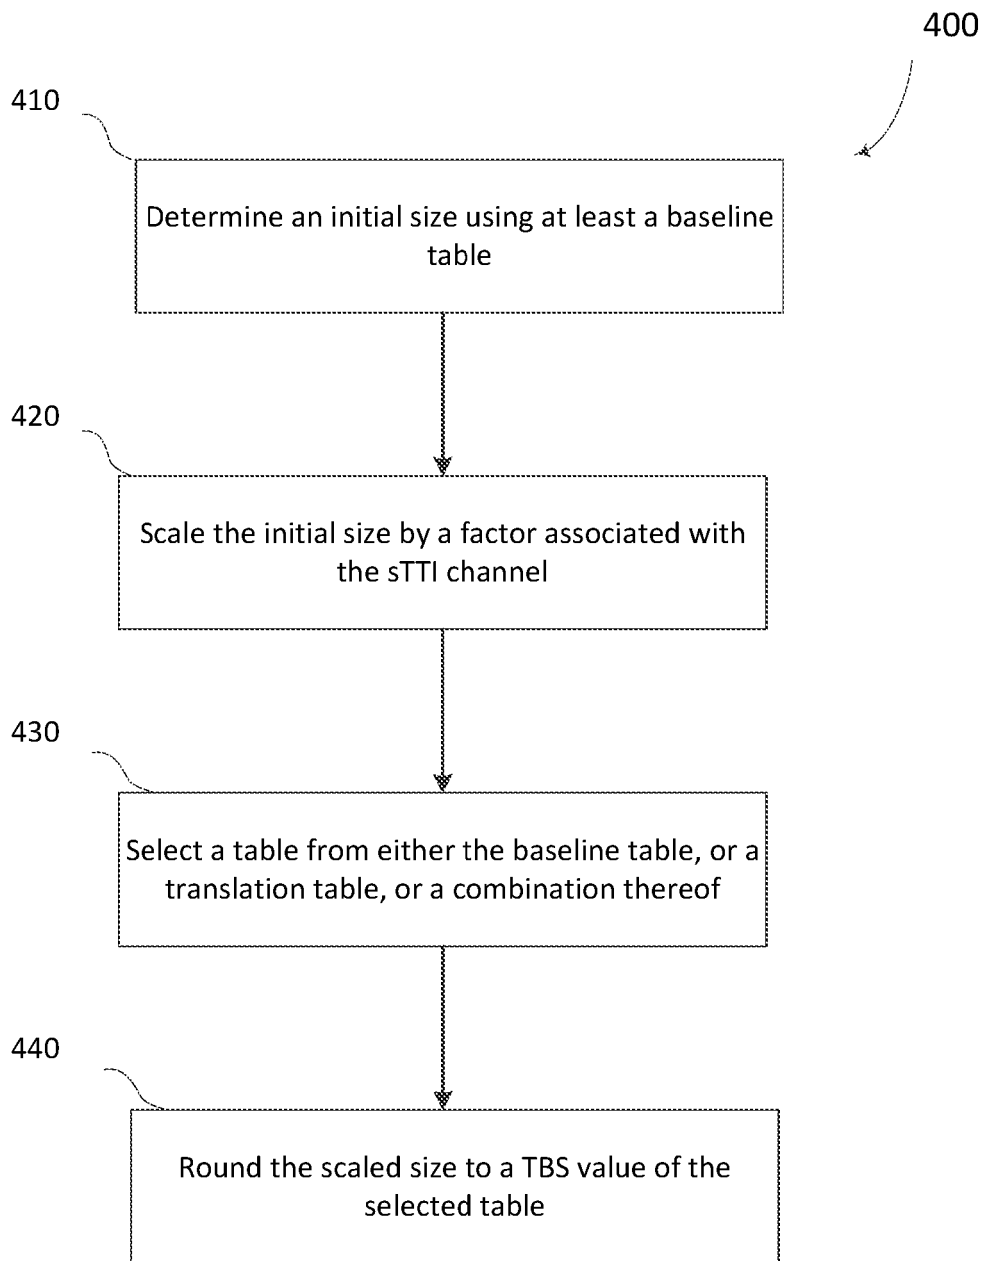 400
410
Determine an initial size using at least a baseline
table
420
Scale the initial size by a factor associated with
the sTTI channel
430
Select a table from either the baseline table, or a
translation table, or a combination thereof
440
Round the scaled size to a TBS value of the
selected table